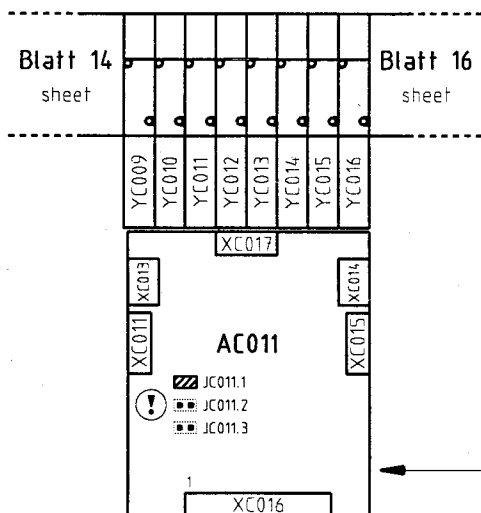 Blatt 14
sheet
Blatt 16
sheet
YC009
YC010
YC011
YC012
YC013
YC014
YC015
YC016
XC017
XC013
XC014
XC011
XC015
AC011
JC011.1
! JC011.2
JC011.3
1
XC016